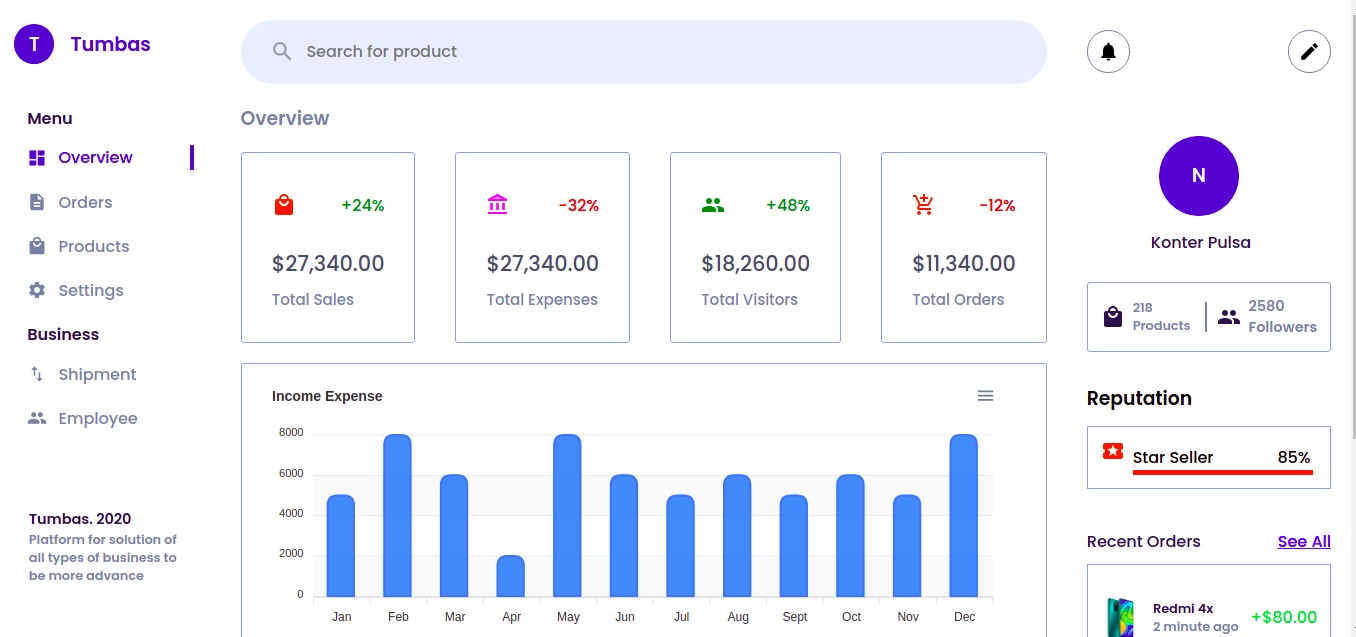 T Tumbas
Search for product
Menu
Overview
Orders
Products
Settings
Business
Shipment
Employee
Tumbas. 2020
Platform for solution of
all types of business to
be more advance
Overview
+24%
$27,340.00
Total Sales
-32%
$27,340.00
Total Expenses
+48%
$18,260.00
Total Visitors
-12%
$11,340.00
Total Orders
Income Expense
8000
6000
4000
2000
0
Jan Feb Mar Apr May Jun Jul Aug Sept Oct Nov Dec
N
Konter Pulsa
218
Products
2580
Followers
Reputation
Star Seller 85%
Recent Orders See All
Redmi 4x
2 minute ago
+$80.00